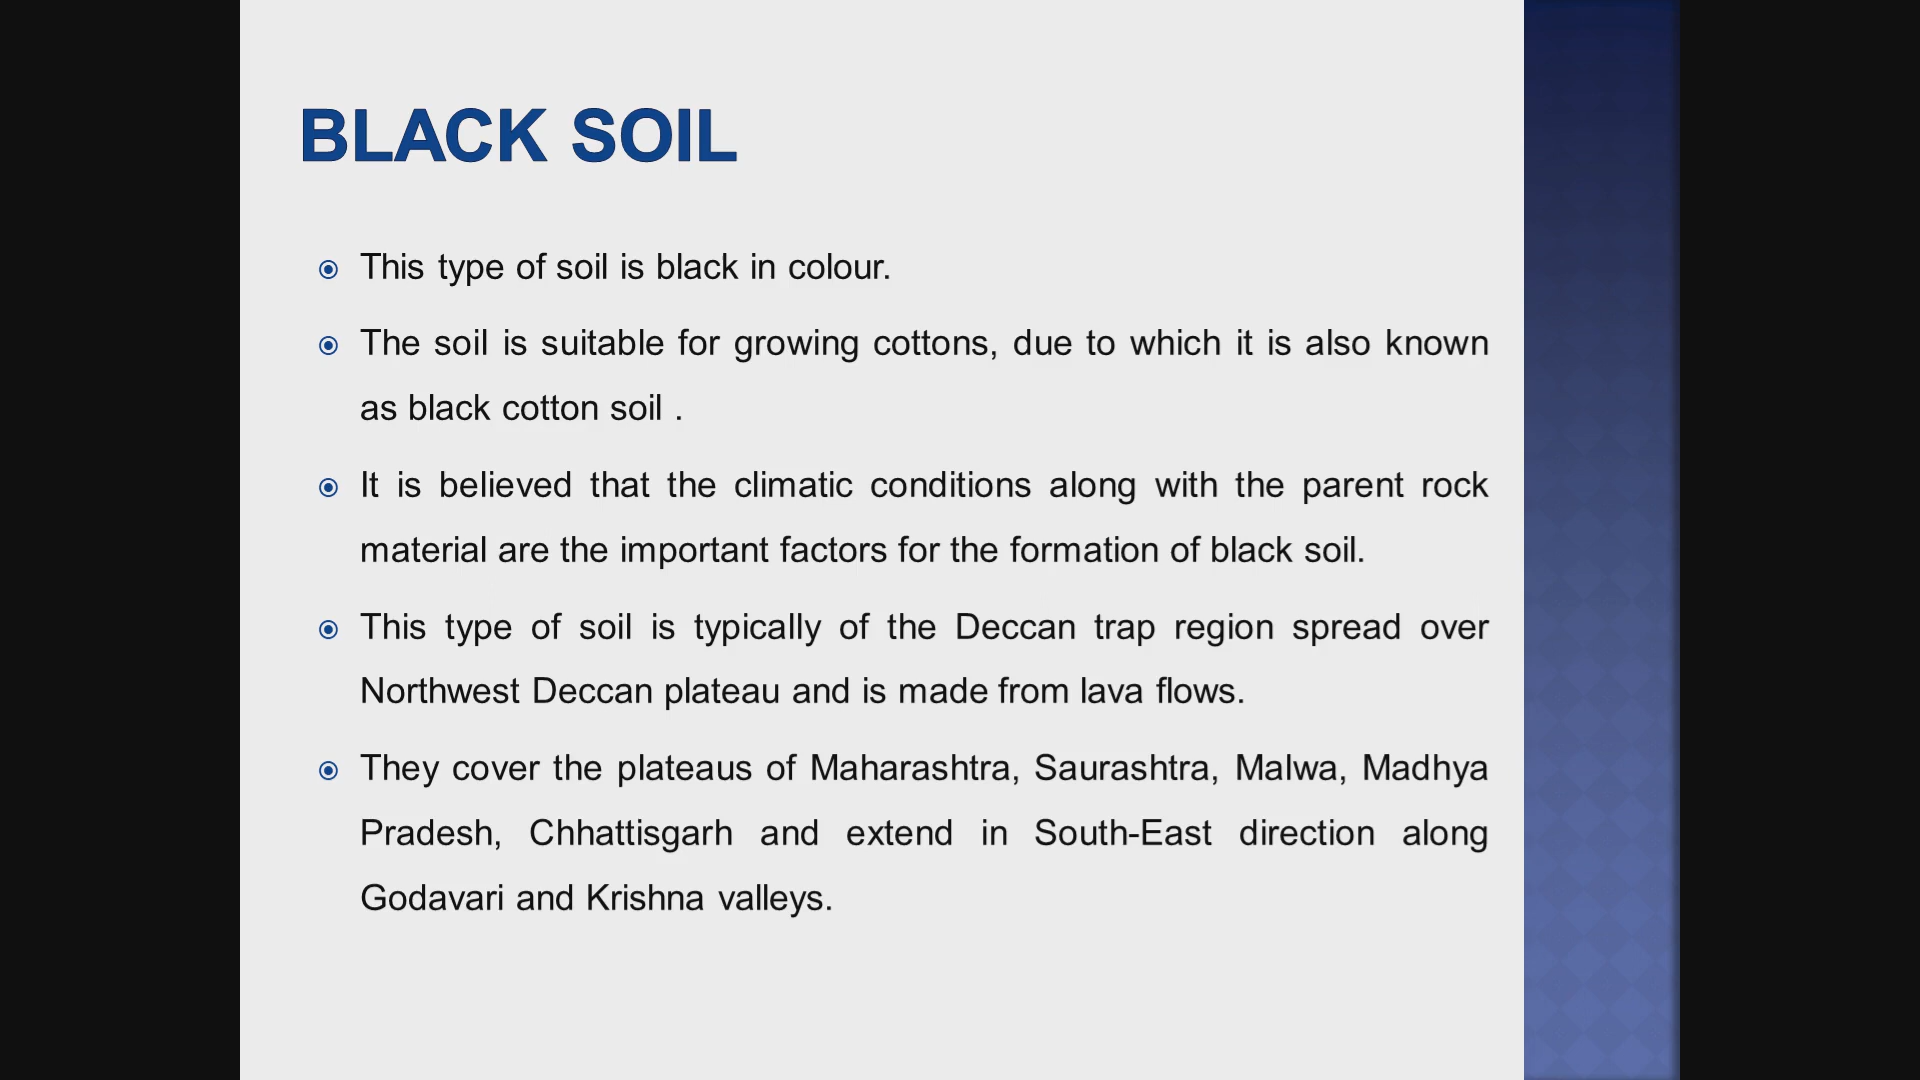 BLACK SOIL
This type of soil is black in colour.
The soil is suitable for growing cottons, due to which it is also known
as black cotton soil .
It is believed that the climatic conditions along with the parent rock
material are the important factors for the formation of black soil.
This type of soil is typically of the Deccan trap region spread over
Northwest Deccan plateau and is made from lava flows.
They cover the plateaus of Maharashtra, Saurashtra, Malwa, Madhya
Pradesh, Chhattisgarh and extend in South-East direction along
Godavari and Krishna valleys.